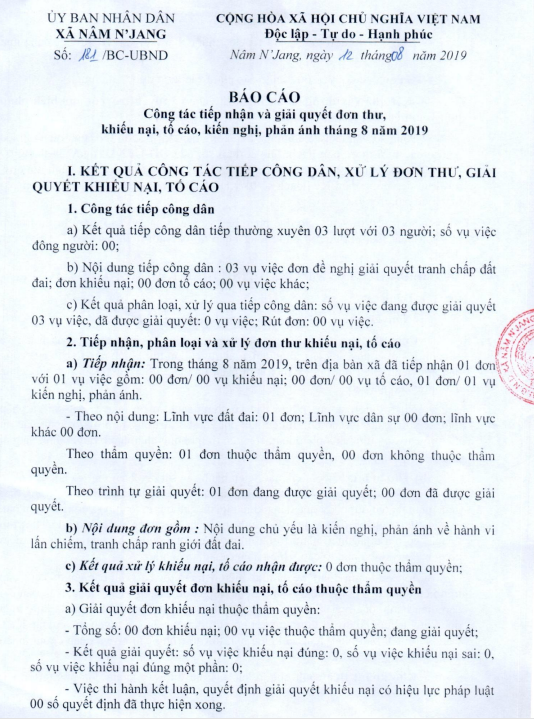 ỦY BAN NHÂN DÂN
XÃ NÂM N'JANG
Số: 181 /BC-UBND
CỘNG HÒA XÃ HỘI CHỦ NGHĨA VIỆT NAM
Độc lập - Tự do - Hạnh phúc
Nâm N'Jang, ngày 12 tháng 08 năm 2019
BÁO CÁO
Công tác tiếp nhận và giải quyết đơn thư,
khiếu nại, tố cáo, kiến nghị, phản ánh tháng 8 năm 2019
I. KẾT QUẢ CÔNG TÁC TIẾP CÔNG DÂN, XỬ LÝ ĐƠN THƯ, GIẢI
QUYẾT KHIẾU NẠI, TỐ CÁO
1. Công tác tiếp công dân
a) Kết quả tiếp công dân tiếp thường xuyên 03 lượt với 03 người; số vụ việc
đông người: 00;
b) Nội dung tiếp công dân : 03 vụ việc đơn đề nghị giải quyết tranh chấp đất
đai; đơn khiếu nại; 00 đơn tố cáo; 00 vụ việc khác;
c) Kết quả phân loại, xử lý qua tiếp công dân: số vụ việc đang được giải quyết
03 vụ việc, đã được giải quyết: 0 vụ việc; Rút đơn: 00 vụ việc.
2. Tiếp nhận, phân loại và xử lý đơn thư khiếu nại, tố cáo
a) Tiếp nhận: Trong tháng 8 năm 2019, trên địa bàn xã đã tiếp nhận 01 đơn
với 01 vụ việc gồm: 00 đơn/ 00 vụ khiếu nại; 00 đơn/ 00 vụ tố cáo, 01 đơn/ 01 vụ
kiến nghị, phản ánh.
- Theo nội dung: Lĩnh vực đất đai: 01 đơn; Lĩnh vực dân sự 00 đơn; lĩnh vực
khác 00 đơn.
Theo thẩm quyền: 01 đơn thuộc thẩm quyền, 00 đơn không thuộc thẩm
quyền.
Theo trình tự giải quyết: 01 đơn đang được giải quyết; 00 đơn đã được giải
quyết.
b) Nội dung đơn gồm : Nội dung chủ yếu là kiến nghị, phản ánh về hành vi
lấn chiếm, tranh chấp ranh giới đất đai.
c) Kết quả xử lý khiếu nại, tố cáo nhận được: 0 đơn thuộc thẩm quyền;
3. Kết quả giải quyết đơn khiếu nại, tố cáo thuộc thẩm quyền
a) Giải quyết đơn khiếu nại thuộc thẩm quyền:
- Tổng số: 00 đơn khiếu nại; 00 vụ việc thuộc thẩm quyền; đang giải quyết;
- Kết quả giải quyết: số vụ việc khiếu nại đúng: 0, số vụ việc khiếu nại sai: 0,
số vụ việc khiếu nại đúng một phần: 0;
- Việc thi hành kết luận, quyết định giải quyết khiếu nại có hiệu lực pháp luật
00 số quyết định đã thực hiện xong.